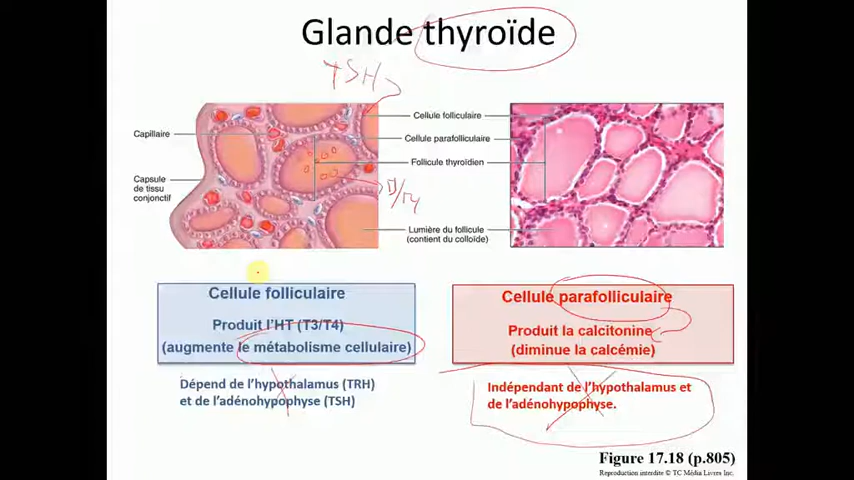 Glande thyroïde
TSH
Cellule folliculaire
Capillaire
Cellule parafolliculaire
Follicule thyroïdien
Capsule
de tissu
conjonctif
Lumière du follicule
(contient du colloïde)
Cellule folliculaire
Produit l'HT (T3/T4)
(augmente le métabolisme cellulaire)
Dépend de l'hypothalamus (TRH)
et de l'adénohypophyse (TSH)
Cellule parafolliculaire
Produit la calcitonine
(diminue la calcémie)
Indépendant de l'hypothalamus et
de l'adénohypophyse.
Figure 17.18 (p.805)
Reproduction interdite © TC Média Livres Inc.